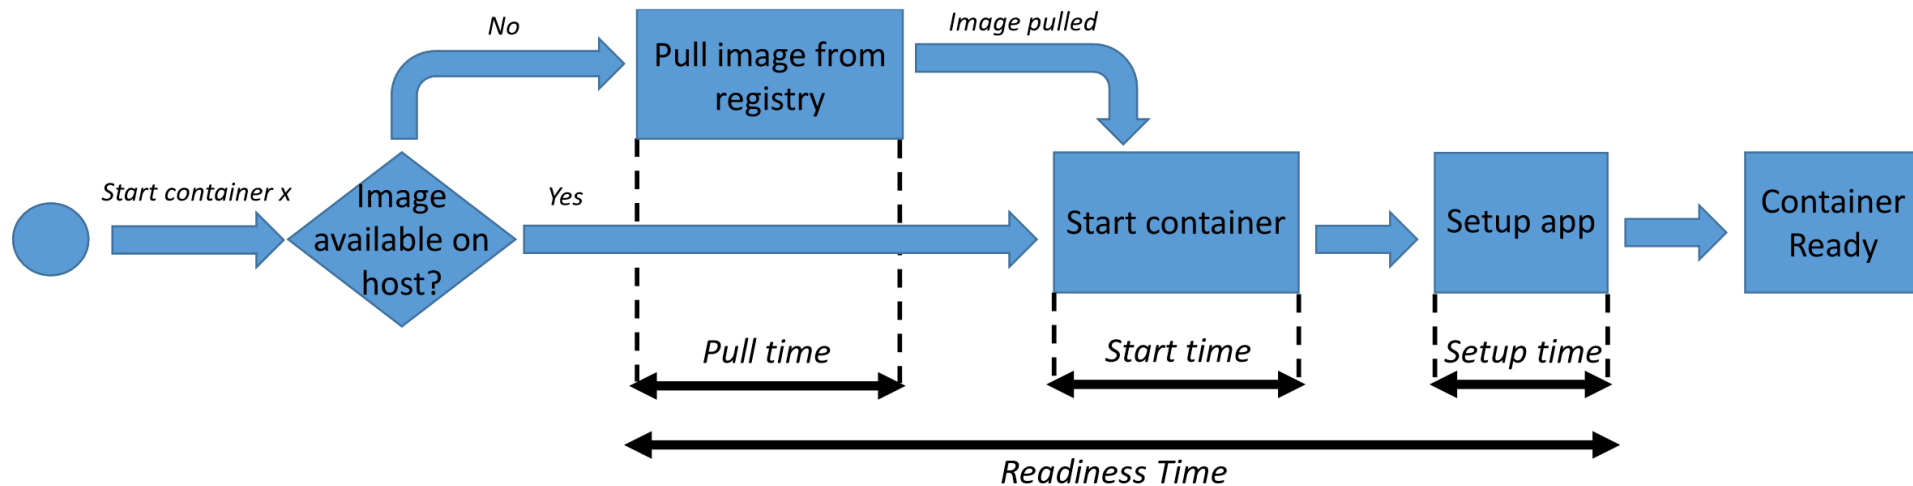 No
Image pulled
Pull image from
registry
Start container x
Image
available on
host?
Yes
Start container
Setup app
Container
Ready
Pull time
Start time
Setup time
Readiness Time